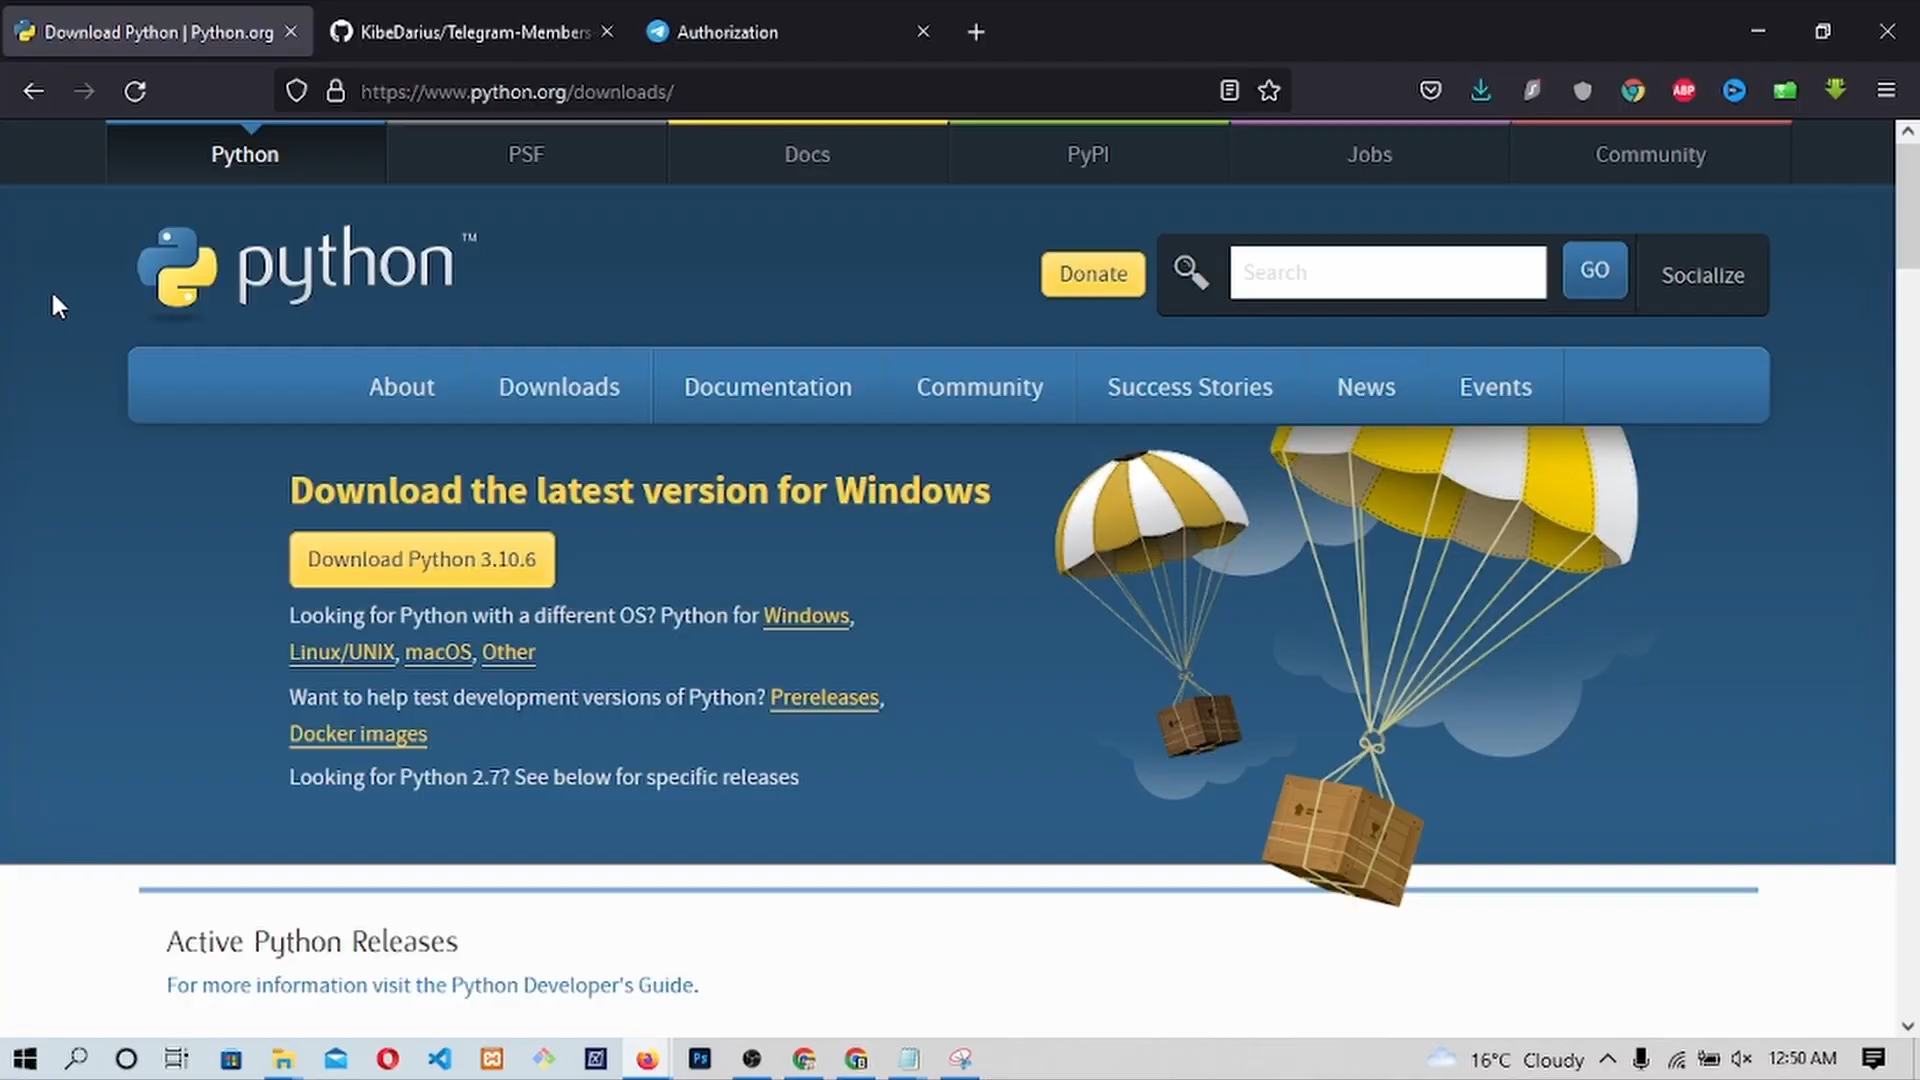 Download Python | Python.org
KibeDarius/Telegram-Members
Authorization
https://www.python.org/downloads/
ABP
Python
PSF
Docs
PyPI
Jobs
Community
python™
Donate
Search
GO
Socialize
About
Downloads
Documentation
Community
Success Stories
News
Events
Download the latest version for Windows
Download Python 3.10.6
Looking for Python with a different OS? Python for Windows,
Linux/UNIX, macOS, Other
Want to help test development versions of Python? Prereleases,
Docker images
Looking for Python 2.7? See below for specific releases
Active Python Releases
For more information visit the Python Developer's Guide.
Ps
16°C Cloudy
12:50 AM